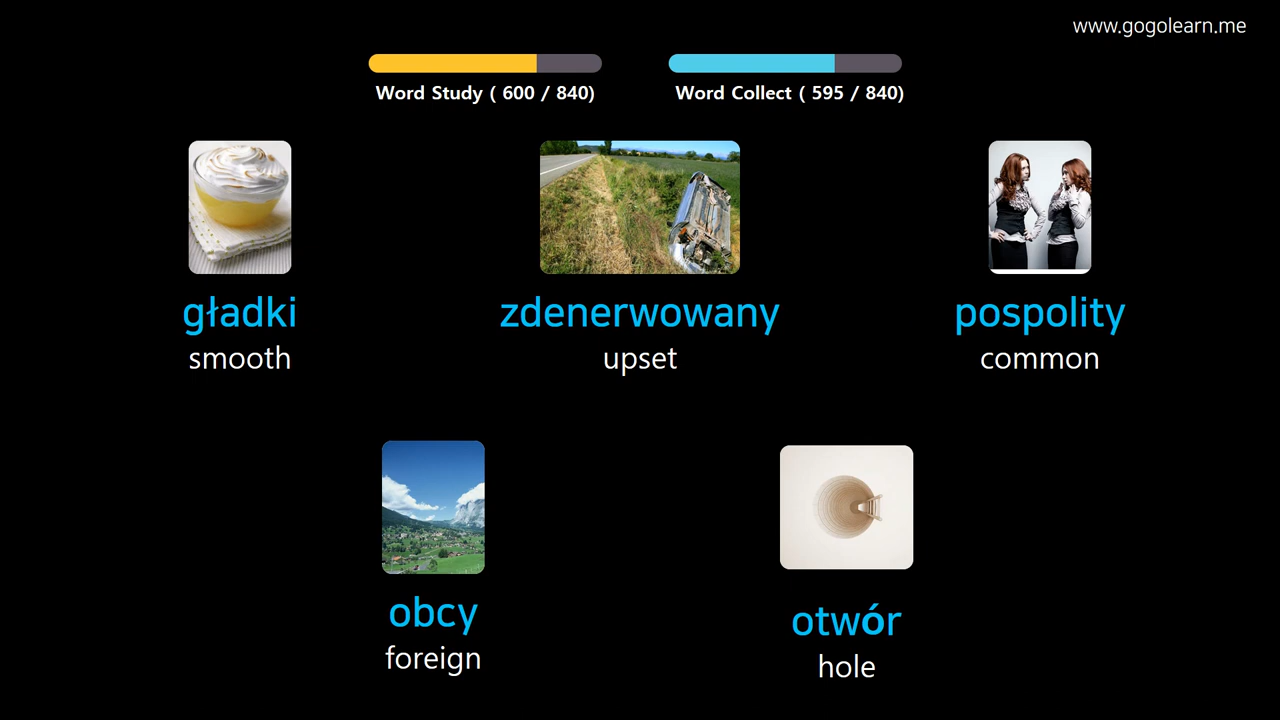 www.gogolearn.me
Word Study ( 600 / 840)
Word Collect ( 595 / 840)
gładki
smooth
zdenerwowany
upset
pospolity
common
obcy
foreign
otwór
hole